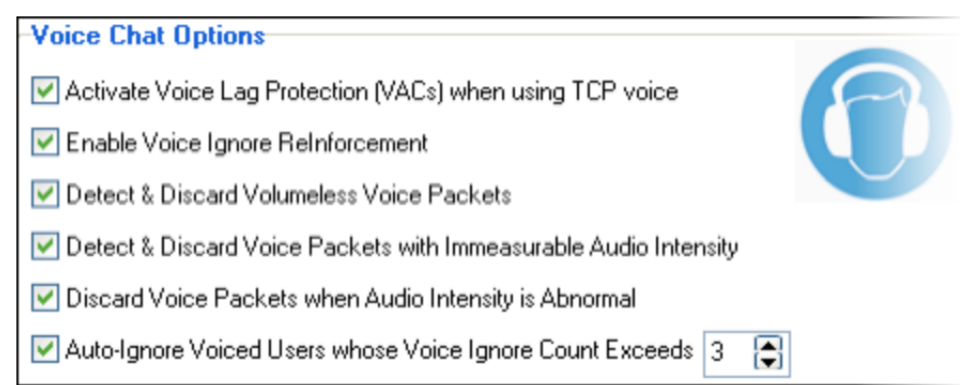 Voice Chat Options
Activate Voice Lag Protection (VACs) when using TCP voice
Enable Voice Ignore ReInforcement
Detect & Discard Volumeless Voice Packets
Detect & Discard Voice Packets with Immeasurable Audio Intensity
Discard Voice Packets when Audio Intensity is Abnormal
Auto-Ignore Voiced Users whose Voice Ignore Count Exceeds 3